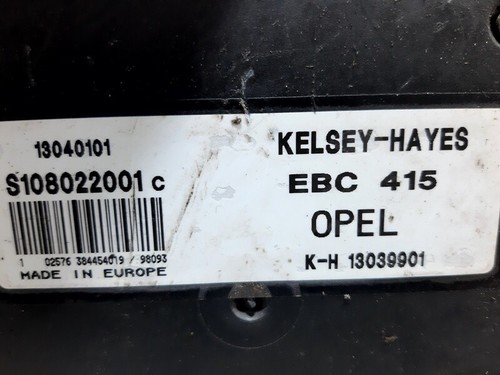 13040101
S108022001 C
1 02576 384454019 / 98093
MADE IN EUROPE
KELSEY-HAYES
EBC 415
OPEL
K-H 13039901